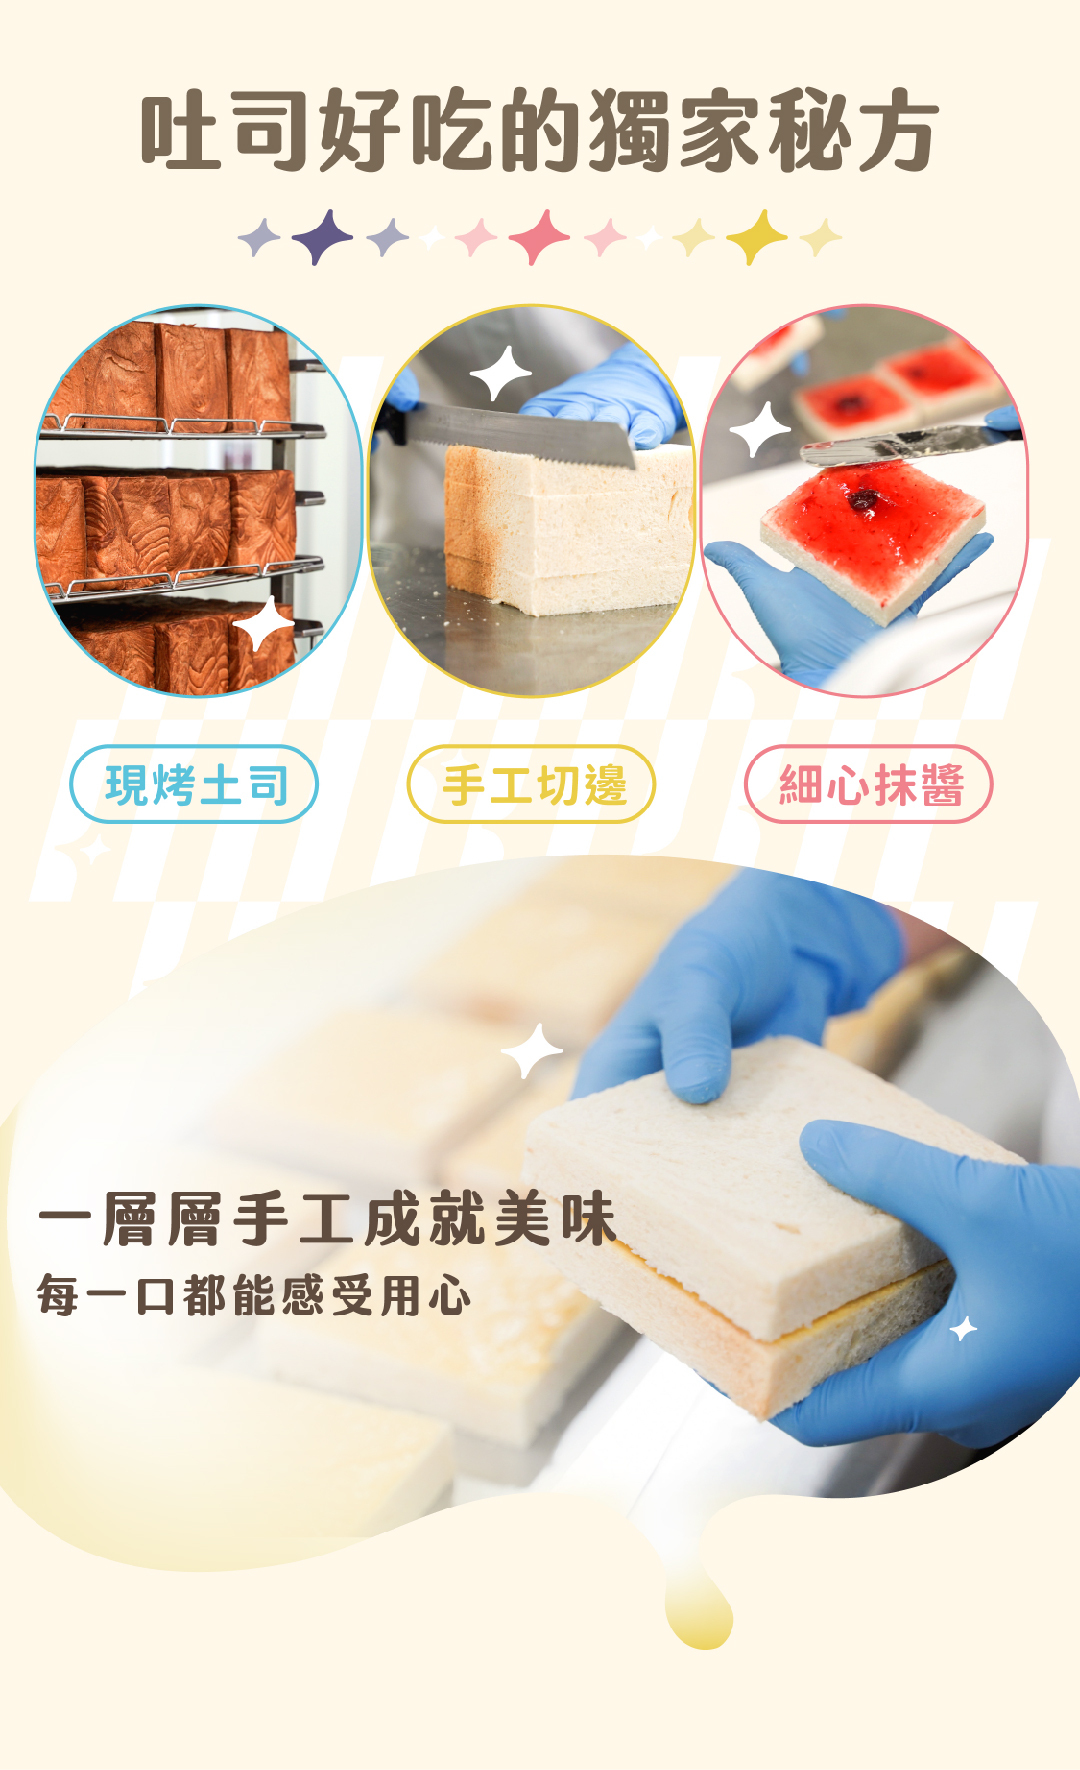 吐司好吃的獨家秘方
現烤土司
手工切邊
細心抹醬
一層層手工成就美味
每一口都能感受用心